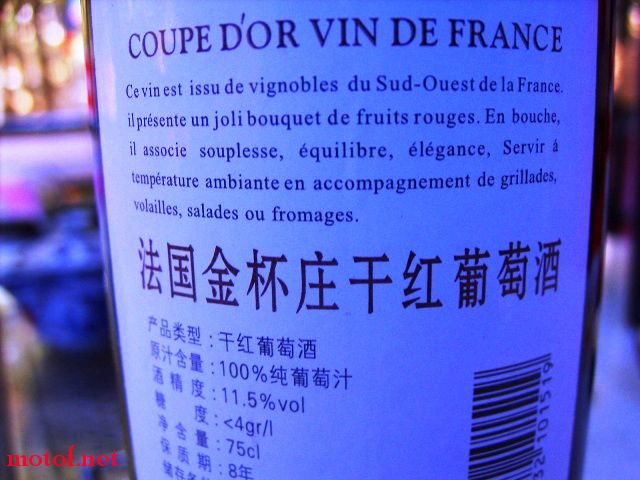 COUPE D'OR VIN DE FRANCE
Ce vin est issu de vignobles du Sud-Ouest de la France.
il présente un joli bouquet de fruits rouges. En bouche,
il associe souplesse, équilibre, élégance, Servir á
température ambiante en accompagnement de grillades,
volailles, salades ou fromages.
法国金杯庄干红葡萄酒
产品类型：干红葡萄酒
原汁含量：100%纯葡萄汁
酒 精 度：11.5%vol
糖 度：<4gr/l
净 含 量：75cl
保 质 期：8年
32101519
motof.net